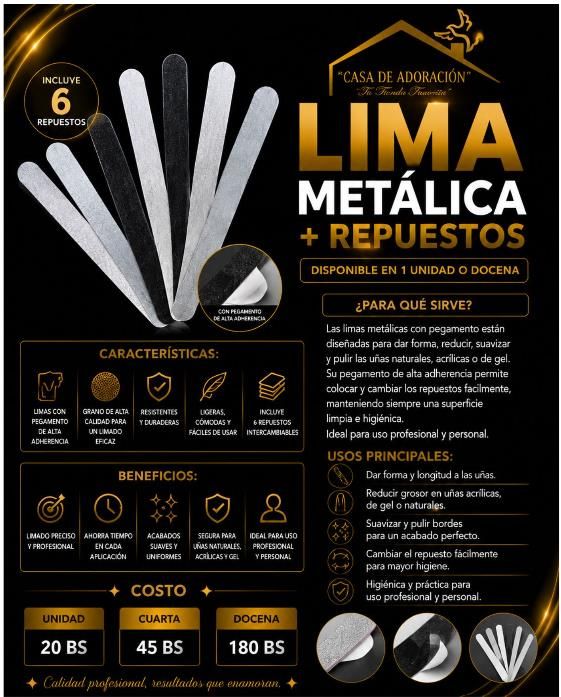 INCLUYE
6
REPUESTOS
"CASA DE ADORACIÓN"
"Tu Tienda Favorita"
LIMA
METÁLICA
+ REPUESTOS
DISPONIBLE EN 1 UNIDAD O DOCENA
CON PEGAMENTO
DE ALTA ADHERENCIA
¿PARA QUÉ SIRVE?
Las limas metálicas con pegamento están
diseñadas para dar forma, reducir, suavizar
y pulir las uñas naturales, acrílicas o de gel.
Su pegamento de alta adherencia permite
colocar y cambiar los repuestos fácilmente,
manteniendo siempre una superficie
limpia e higiénica.
Ideal para uso profesional y personal.
CARACTERÍSTICAS:
LIMAS CON
PEGAMENTO
DE ALTA
ADHERENCIA
GRANO DE ALTA
CALIDAD PARA
UN LIMADO
EFICAZ
RESISTENTES
Y DURADERAS
LIGERAS,
CÓMODAS Y
FÁCILES DE USAR
INCLUYE
6 REPUESTOS
INTERCAMBIABLES
USOS PRINCIPALES:
Dar forma y longitud a las uñas.
Reducir grosor en uñas acrílicas,
de gel o naturales.
Suavizar y pulir bordes
para un acabado perfecto.
Cambiar el repuesto fácilmente
para mayor higiene.
Higiénica y práctica para
uso profesional y personal.
BENEFICIOS:
LIMADO PRECISO
Y PROFESIONAL
AHORRA TIEMPO
EN CADA
APLICACIÓN
ACABADOS
SUAVES Y
UNIFORMES
SEGURA PARA
UÑAS NATURALES,
ACRÍLICAS Y GEL
IDEAL PARA USO
PROFESIONAL
Y PERSONAL
COSTO
UNIDAD
20 BS
CUARTA
45 BS
DOCENA
180 BS
Calidad profesional, resultados que enamoran.